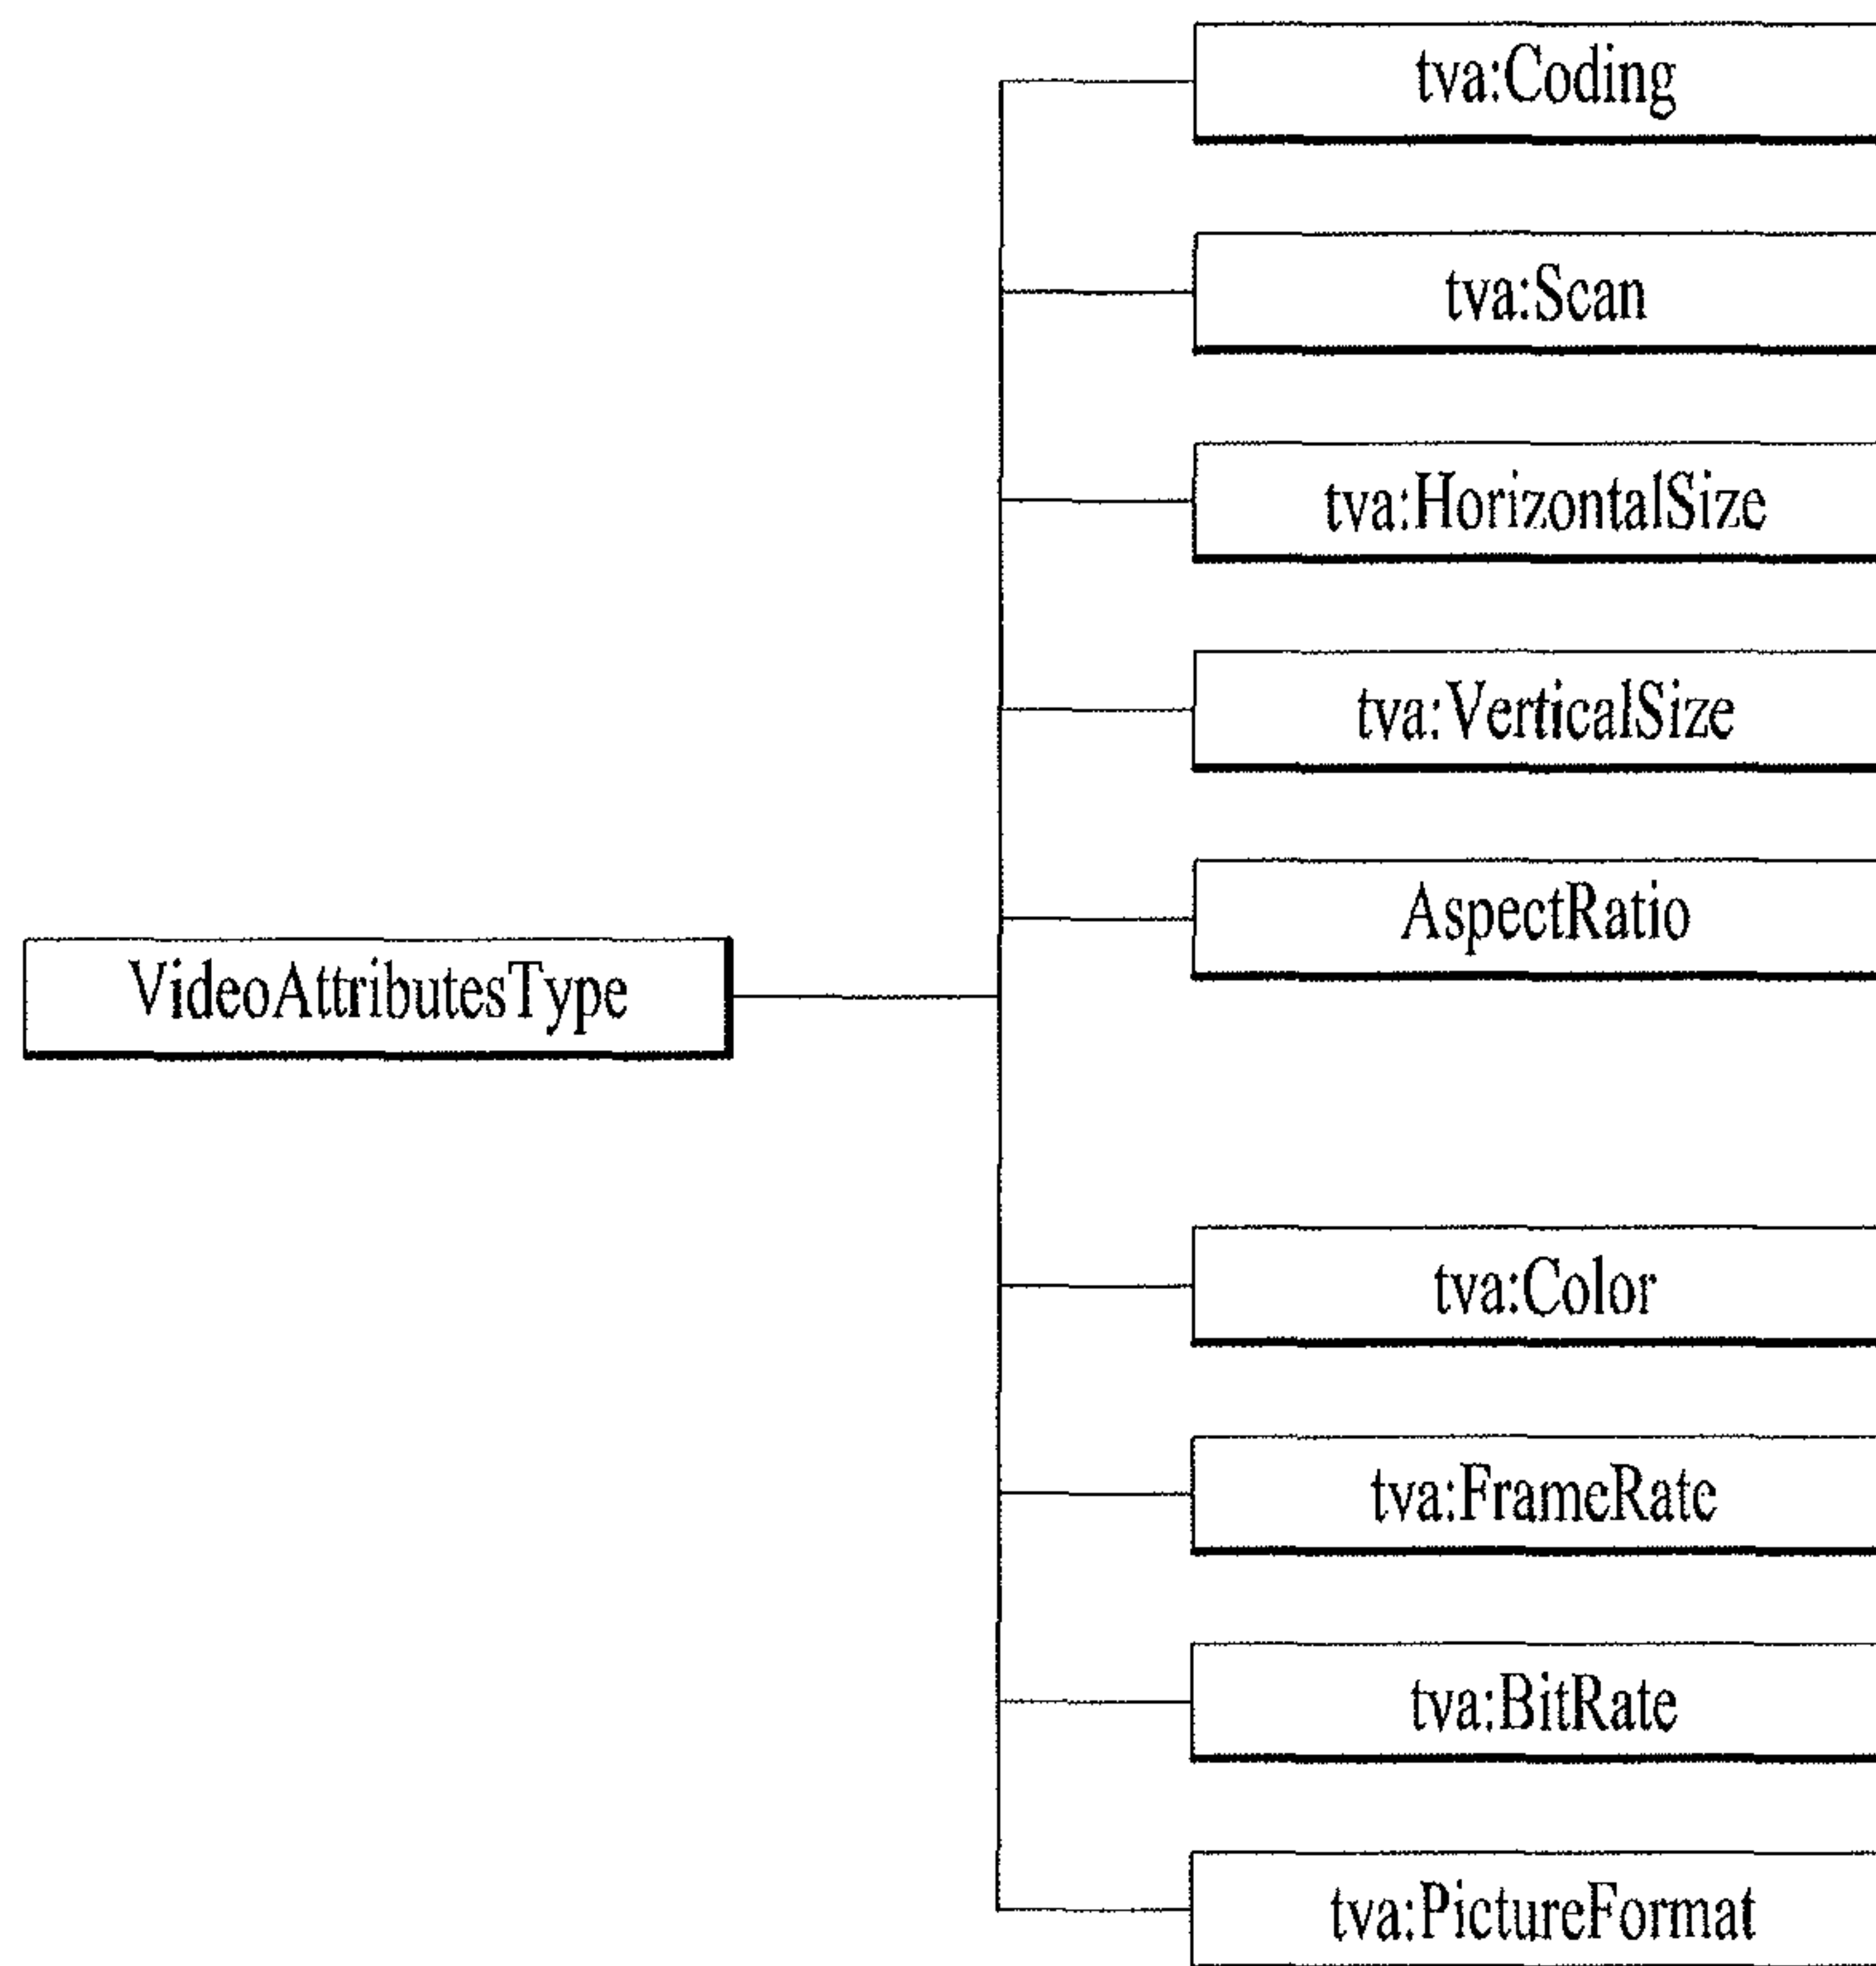 tva:Coding
tva:Scan
tva:HorizontalSize
tva:VerticalSize
AspectRatio
VideoAttributesType
tva:Color
tva:FrameRate
tva:BitRate
tva:PictureFormat